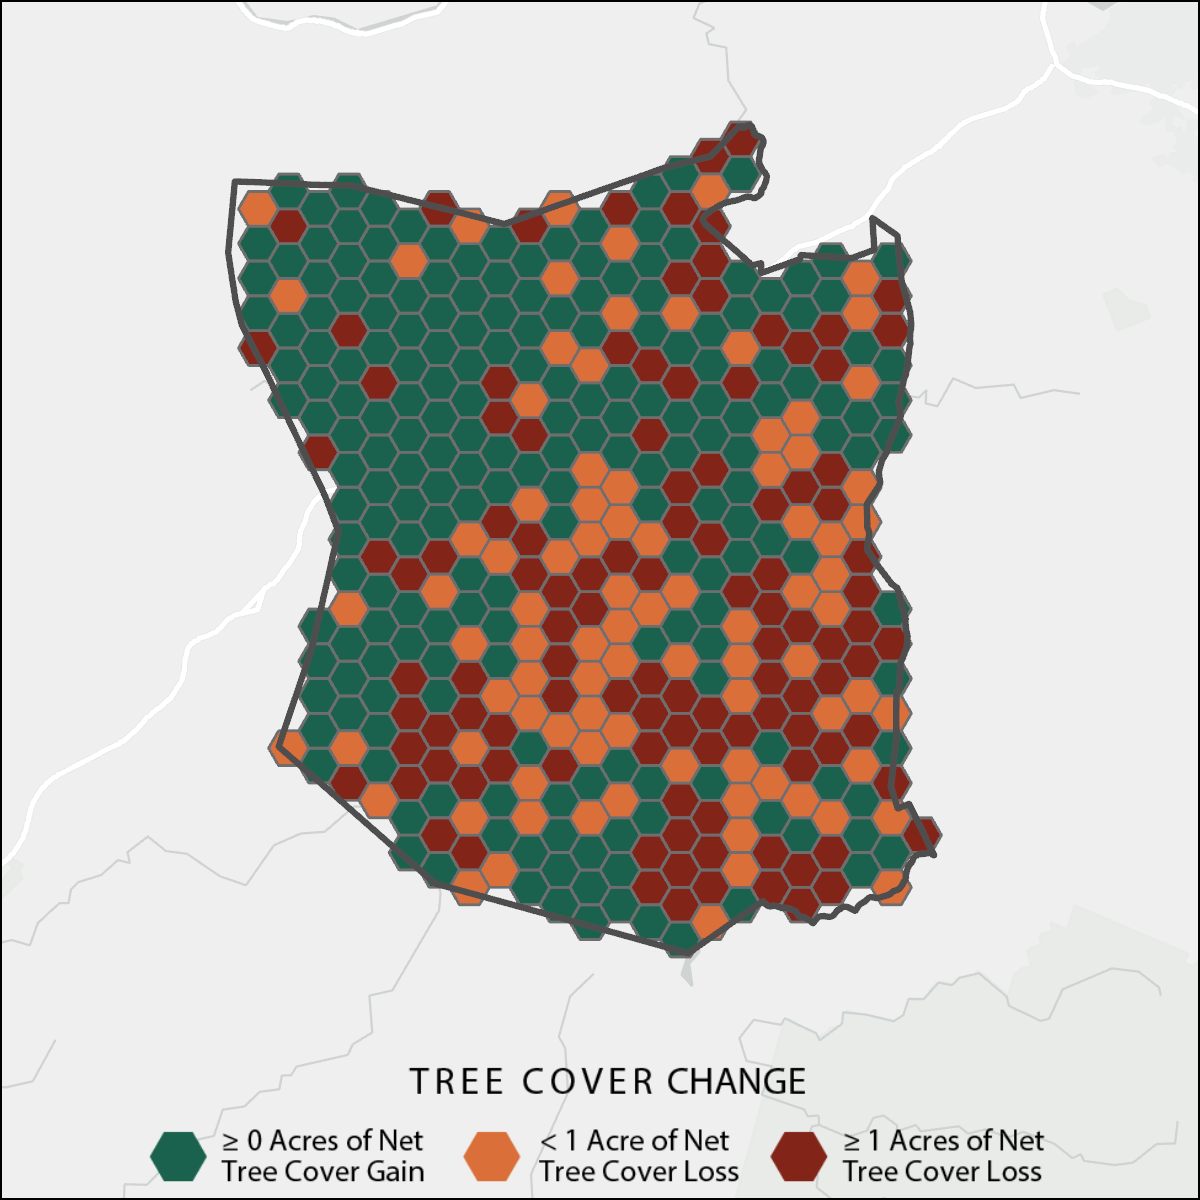 TREE COVER CHANGE
≥ 0 Acres of Net
Tree Cover Gain
< 1 Acre of Net
Tree Cover Loss
≥ 1 Acres of Net
Tree Cover Loss